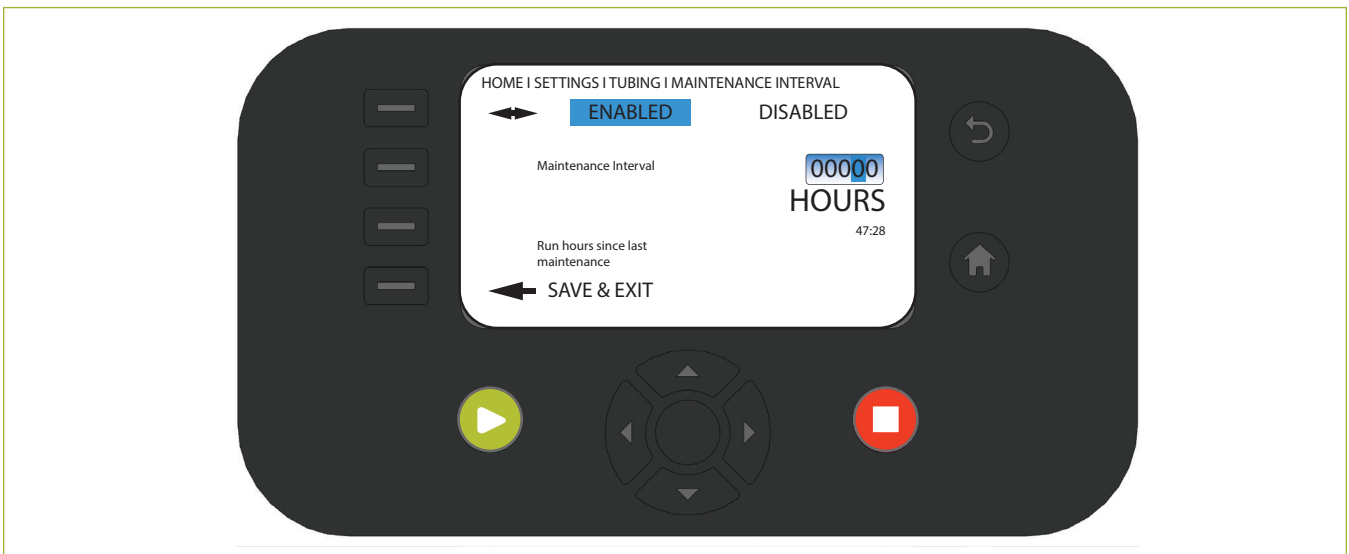 HOME I SETTINGS I TUBING I MAINTENANCE INTERVAL
ENABLED DISABLED
Maintenance Interval 00000
HOURS
47:28
Run hours since last
maintenance
SAVE & EXIT